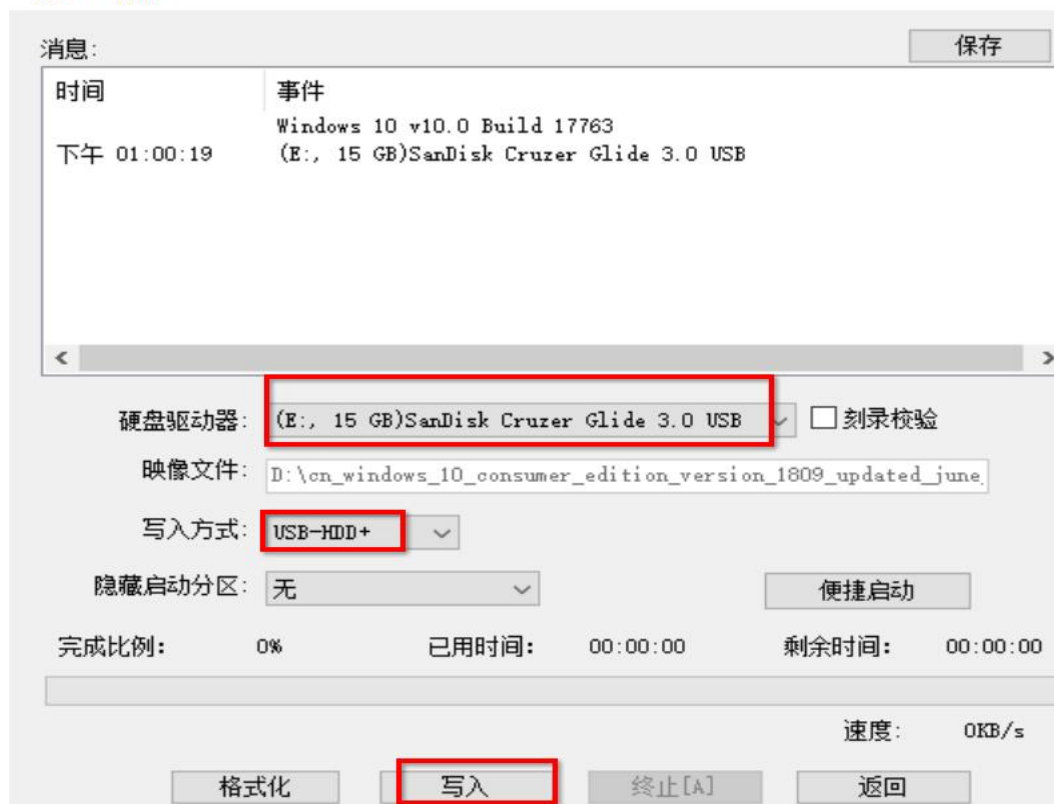 消息:
保存
时间 事件
Windows 10 v10.0 Build 17763
下午 01:00:19 (E:, 15 GB)SanDisk Cruzer Glide 3.0 USB
硬盘驱动器: (E:, 15 GB)SanDisk Cruzer Glide 3.0 USB 刻录校验
映像文件: D:\cn_windows_10_consumer_edition_version_1809_updated_june_
写入方式: USB-HDD+
隐藏启动分区: 无 便捷启动
完成比例: 0% 已用时间: 00:00:00 剩余时间: 00:00:00
速度: 0KB/s
格式化 写入 终止[A] 返回